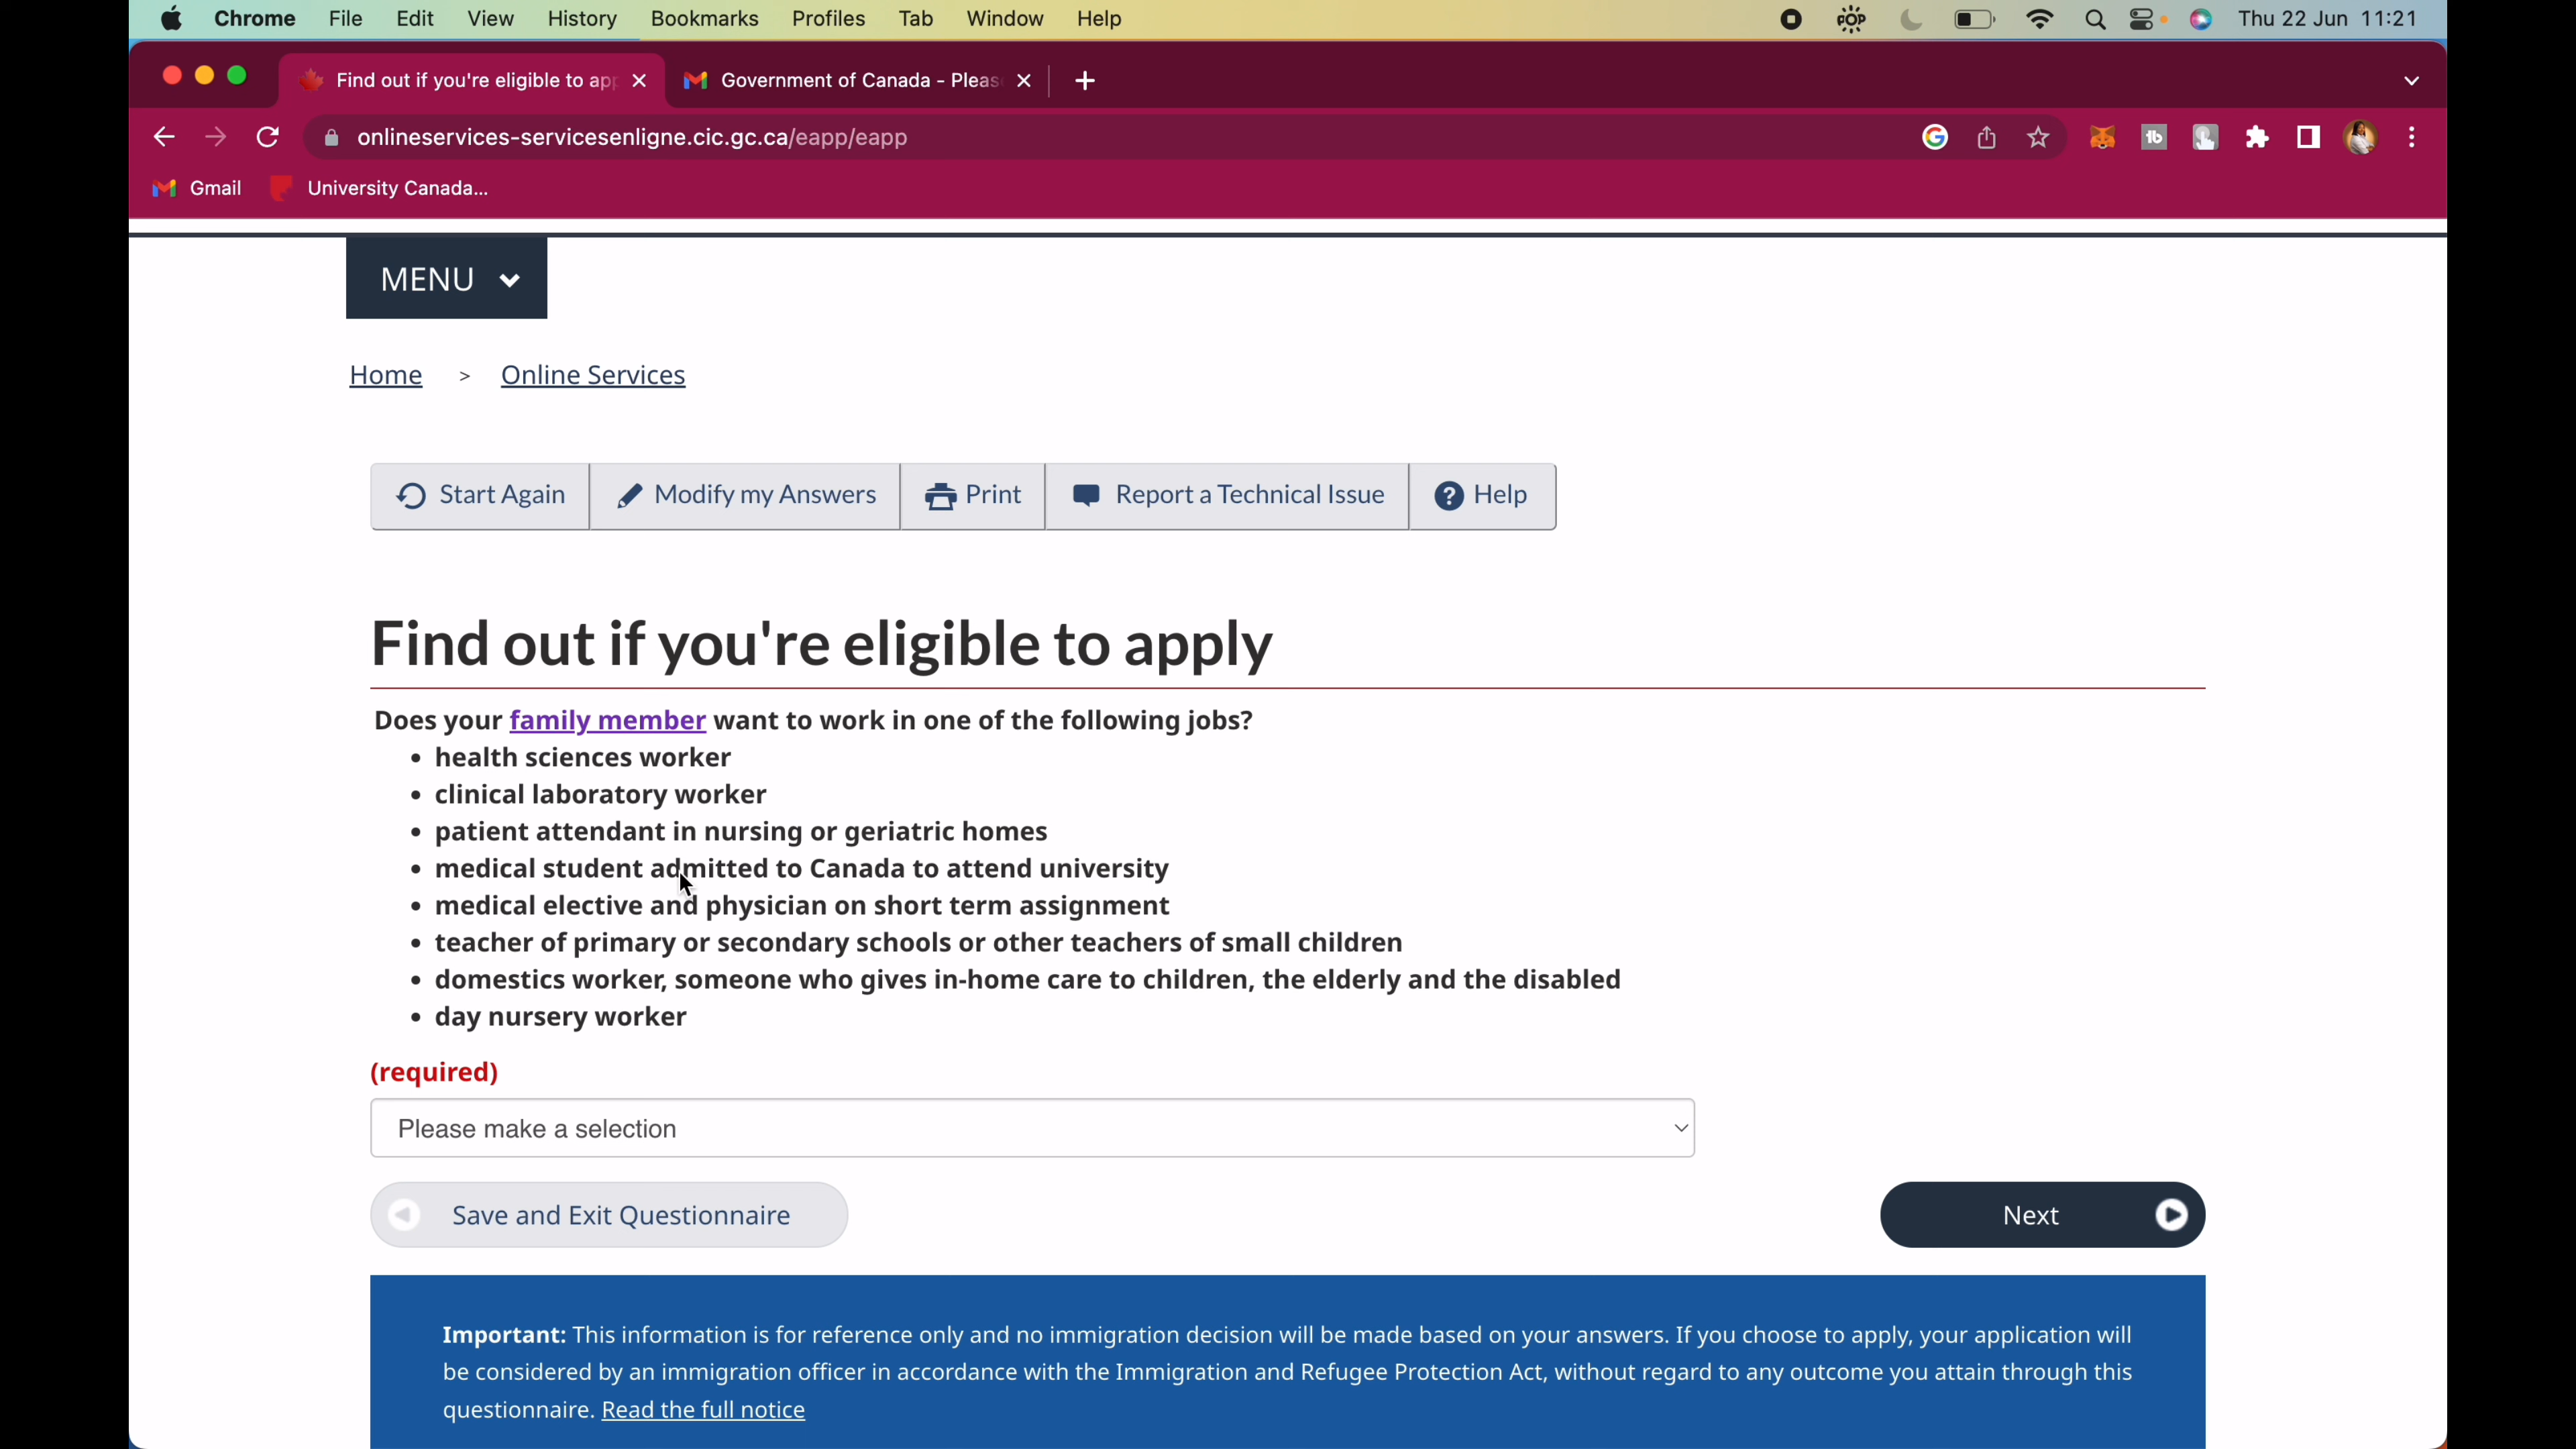 Chrome File Edit View History Bookmarks Profiles Tab Window Help POP Thu 22 Jun 11:21
Find out if you're eligible to app Government of Canada - Pleas
onlineservices-servicesenligne.cic.gc.ca/eapp/eapp
Gmail University Canada...
MENU
Home > Online Services
Start Again Modify my Answers Print Report a Technical Issue Help
Find out if you're eligible to apply
Does your family member want to work in one of the following jobs?
• health sciences worker
• clinical laboratory worker
• patient attendant in nursing or geriatric homes
• medical student admitted to Canada to attend university
• medical elective and physician on short term assignment
• teacher of primary or secondary schools or other teachers of small children
• domestics worker, someone who gives in-home care to children, the elderly and the disabled
• day nursery worker
(required)
Please make a selection
Save and Exit Questionnaire Next
Important: This information is for reference only and no immigration decision will be made based on your answers. If you choose to apply, your application will
be considered by an immigration officer in accordance with the Immigration and Refugee Protection Act, without regard to any outcome you attain through this
questionnaire. Read the full notice